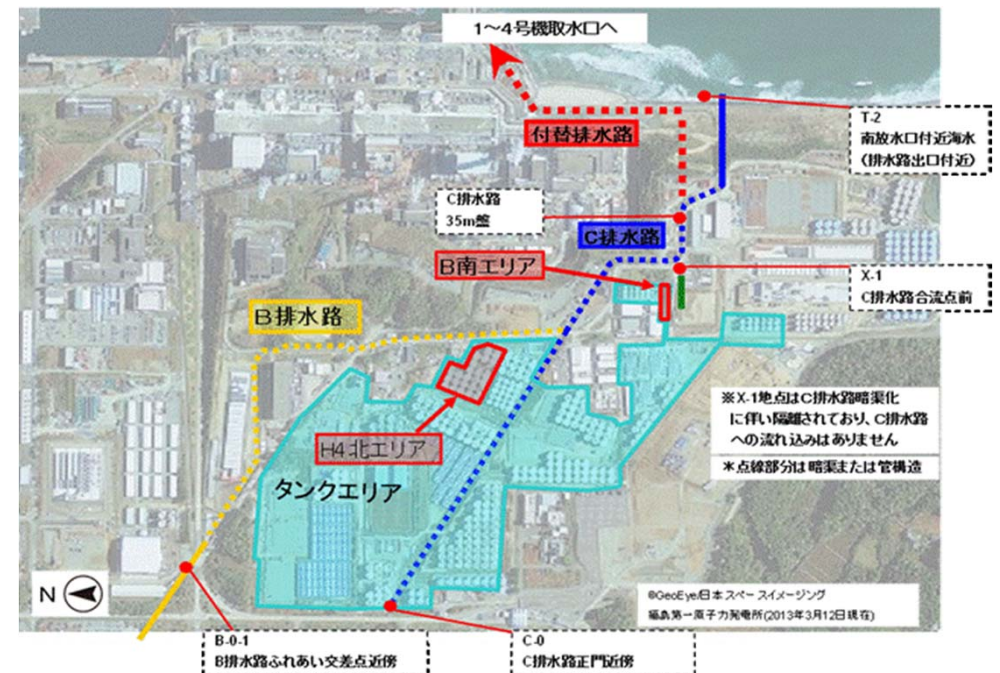 1～4号機取水口へ
付替排水路
T-2
南放水口付近海水
(排水路出口付近)
C排水路
35m盤
C排水路
B南エリア
X-1
C排水路合流点前
B排水路
H4北エリア
タンクエリア
※X-1地点はC排水路暗渠化
に伴い隔離されており、C排水路
への流れ込みはありません
＊点線部分は暗渠または管構造
N
©GeoEye/日本スペースイメージング
福島第一原子力発電所(2013年3月12日現在)
B-0-1
B排水路ふれあい交差点近傍
C-0
C排水路正門近傍